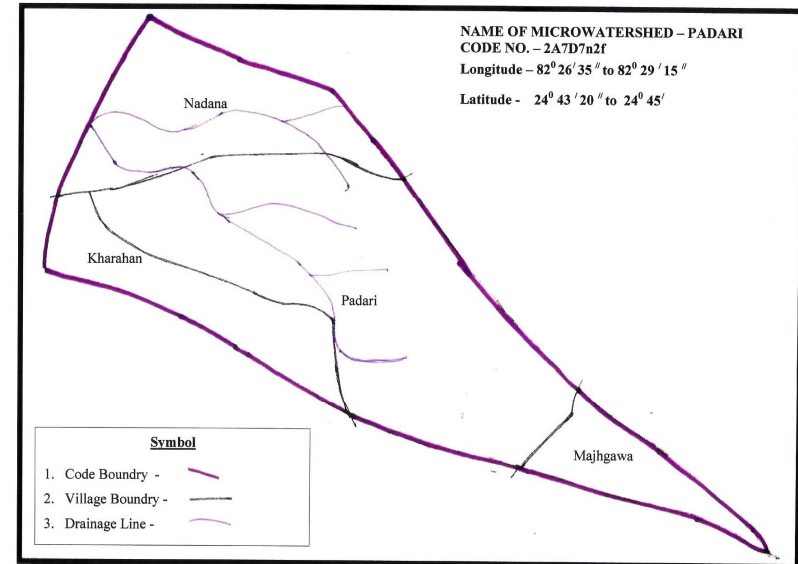 NAME OF MICROWATERSHED – PADARI
CODE NO. – 2A7D7n2f
Longitude – 82⁰ 26′ 35 ″ to 82⁰ 29 ′ 15 ″
Latitude - 24⁰ 43 ′ 20 ″ to 24⁰ 45′
Nadana
Kharahan
Padari
Majhgawa
Symbol
1. Code Boundry -
2. Village Boundry -
3. Drainage Line -